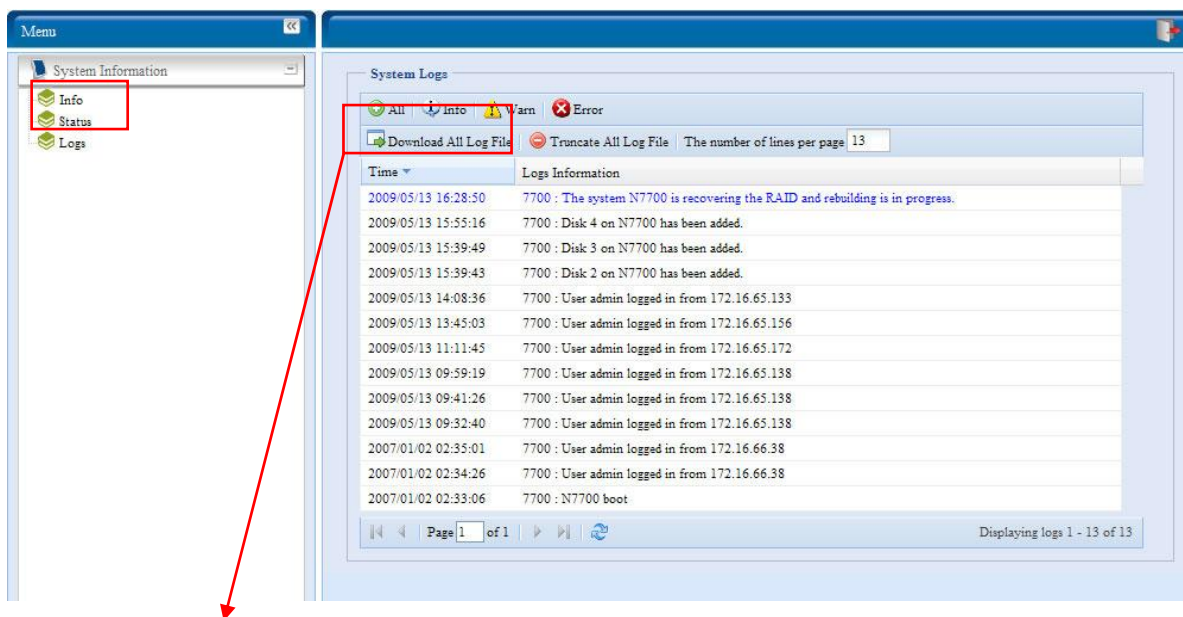 Menu
System Information
Info
Status
Logs
System Logs
All Info Warn Error
Download All Log File Truncate All Log File The number of lines per page 13
Time Logs Information
2009/05/13 16:28:50 7700 : The system N7700 is recovering the RAID and rebuilding is in progress.
2009/05/13 15:55:16 7700 : Disk 4 on N7700 has been added.
2009/05/13 15:39:49 7700 : Disk 3 on N7700 has been added.
2009/05/13 15:39:43 7700 : Disk 2 on N7700 has been added.
2009/05/13 14:08:36 7700 : User admin logged in from 172.16.65.133
2009/05/13 13:45:03 7700 : User admin logged in from 172.16.65.156
2009/05/13 11:11:45 7700 : User admin logged in from 172.16.65.172
2009/05/13 09:59:19 7700 : User admin logged in from 172.16.65.138
2009/05/13 09:41:26 7700 : User admin logged in from 172.16.65.138
2009/05/13 09:32:40 7700 : User admin logged in from 172.16.65.138
2007/01/02 02:35:01 7700 : User admin logged in from 172.16.66.38
2007/01/02 02:34:26 7700 : User admin logged in from 172.16.66.38
2007/01/02 02:33:06 7700 : N7700 boot
Page 1 of 1 Displaying logs 1 - 13 of 13